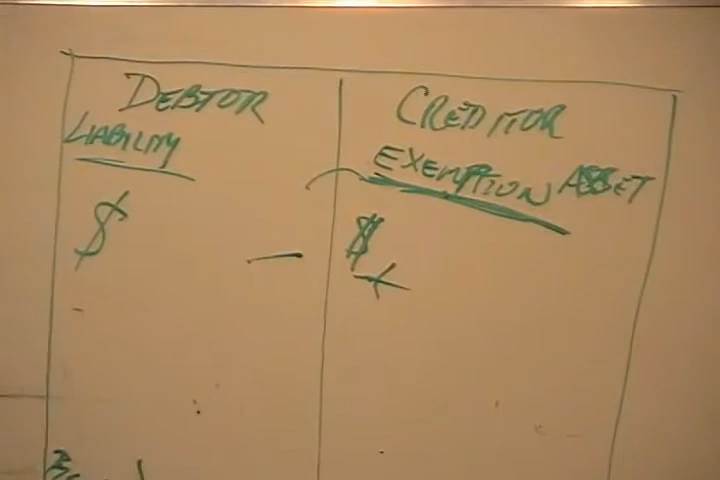 DEBTOR
LIABILITY
$
-
CREDITOR
EXEMPTION ASSET
$
+